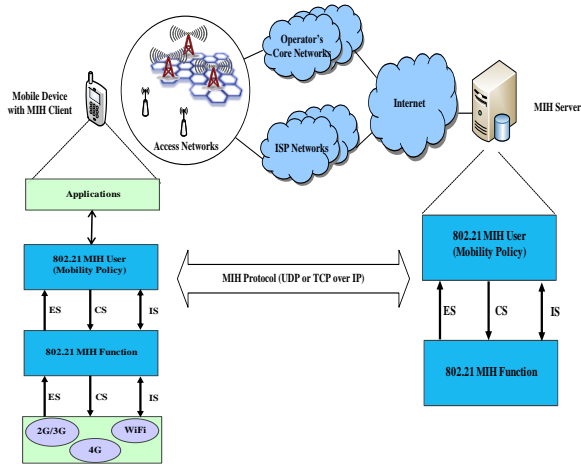 Operator's
Core Networks
Mobile Device
with MIH Client
Access Networks
ISP Networks
Internet
MIH Server
Applications
802.21 MIH User
(Mobility Policy)
MIH Protocol (UDP or TCP over IP)
802.21 MIH User
(Mobility Policy)
ES
CS
IS
ES
CS
IS
802.21 MIH Function
802.21 MIH Function
ES
CS
IS
2G/3G
WiFi
4G